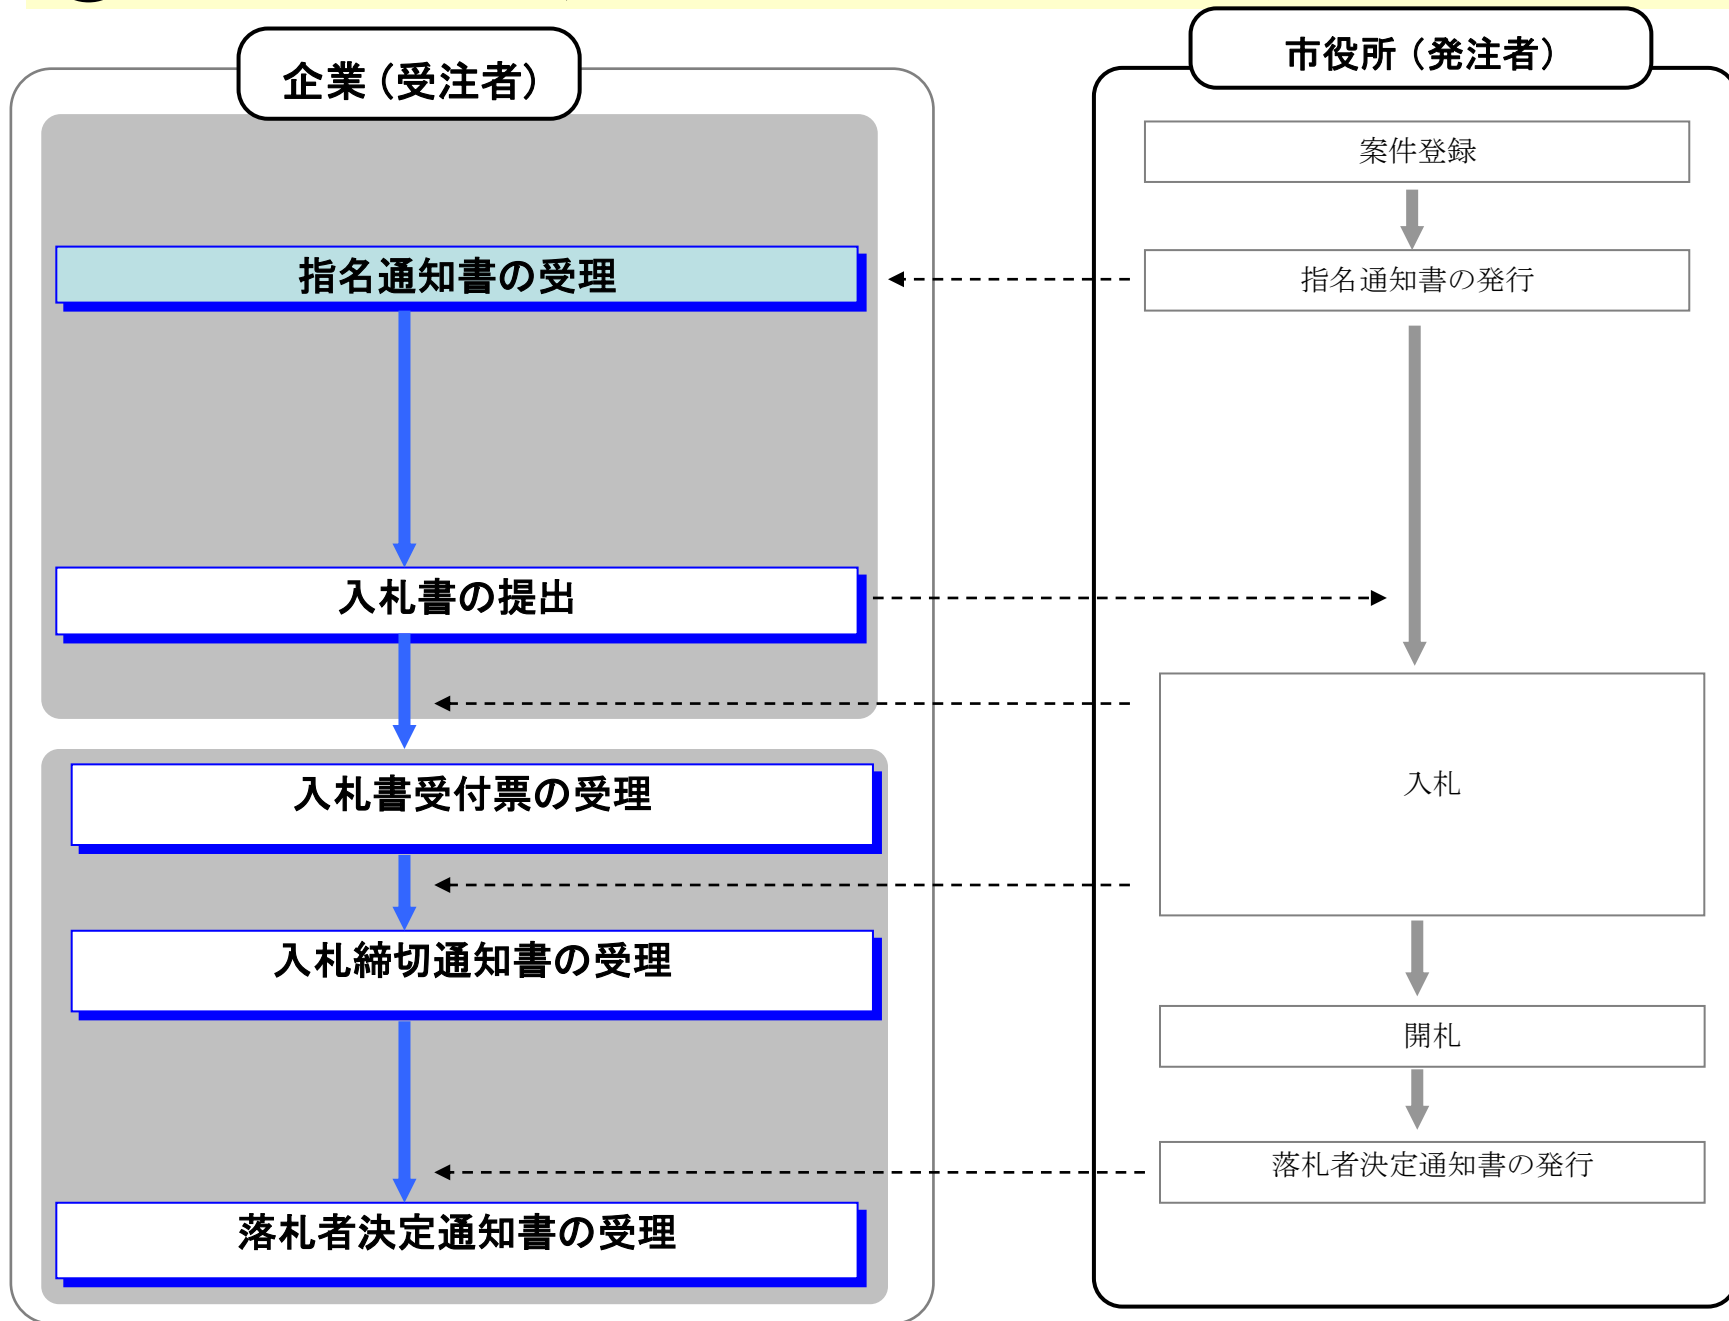 企業（受注者）
指名通知書の受理
入札書の提出
入札書受付票の受理
入札締切通知書の受理
落札者決定通知書の受理
市役所（発注者）
案件登録
指名通知書の発行
入札
開札
落札者決定通知書の発行